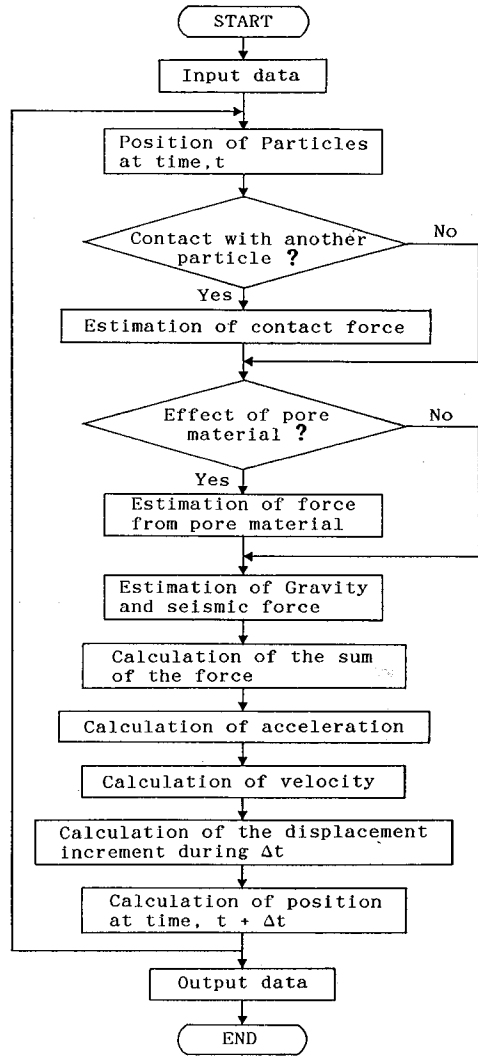 START
Input data
Position of Particles
at time,t
Contact with another
particle ?
No
Yes
Estimation of contact force
Effect of pore
material ?
No
Yes
Estimation of force
from pore material
Estimation of Gravity
and seismic force
Calculation of the sum
of the force
Calculation of acceleration
Calculation of velocity
Calculation of the displacement
increment during Δt
Calculation of position
at time, t + Δt
Output data
END